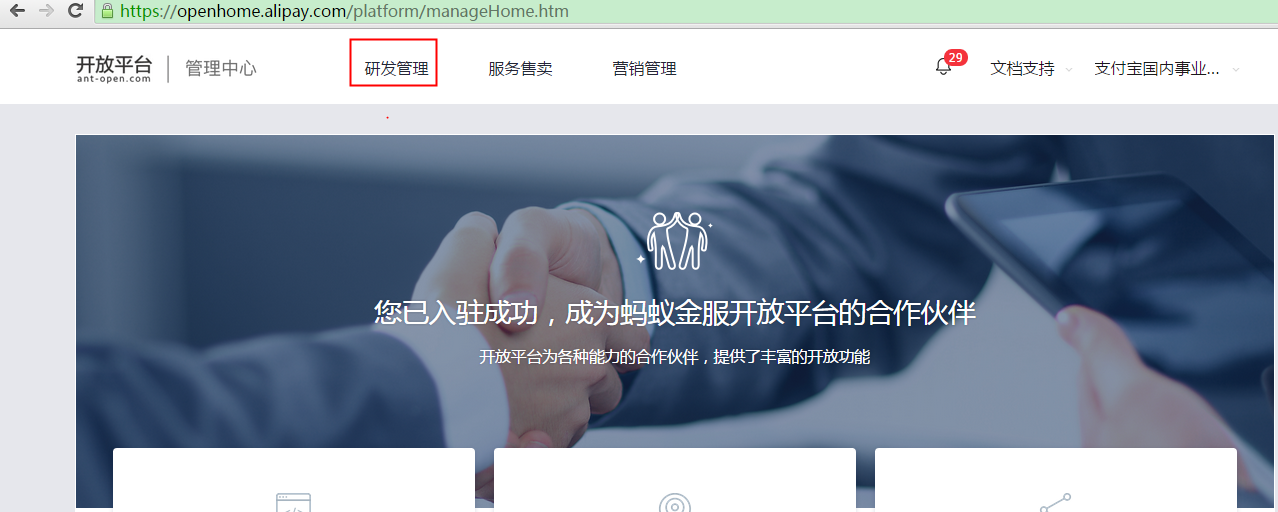 https://openhome.alipay.com/platform/manageHome.htm
开放平台 管理中心 研发管理 服务售卖 营销管理 29 文档支持 支付宝国内事业...
ant-open.com
您已入驻成功，成为蚂蚁金服开放平台的合作伙伴
开放平台为各种能力的合作伙伴，提供了丰富的开放功能